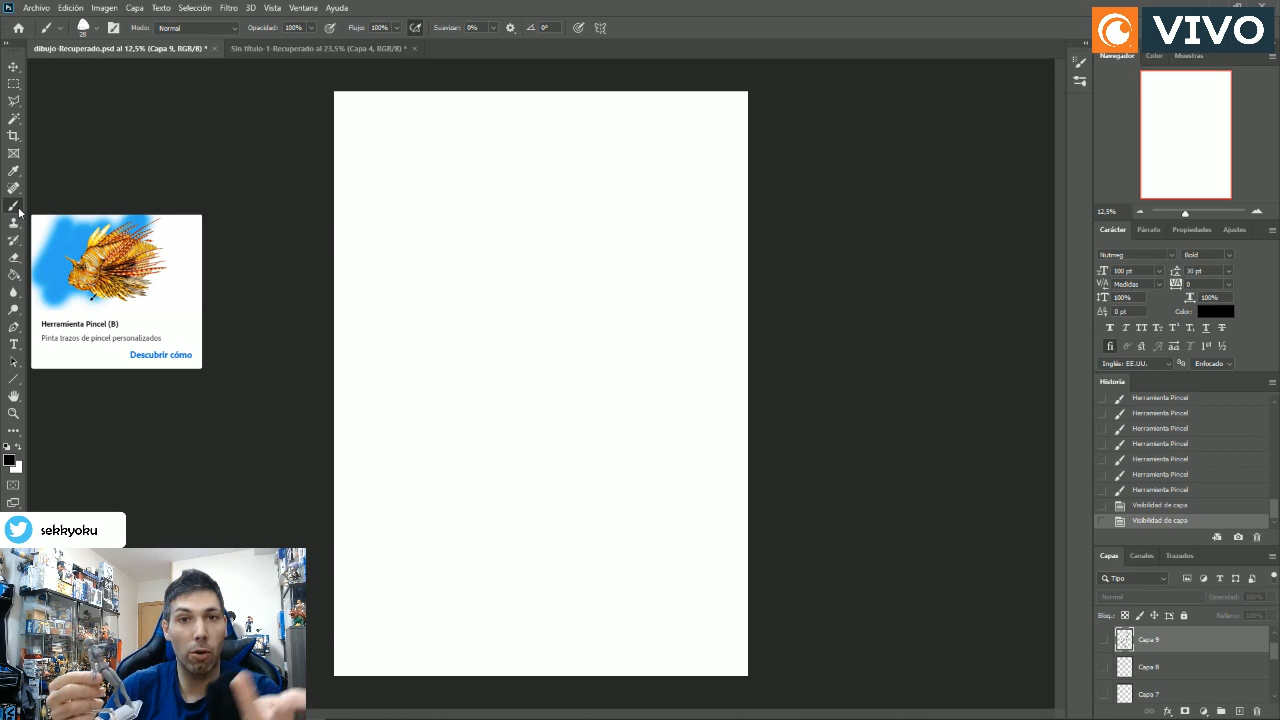 Ps Archivo Edición Imagen Capa Texto Selección Filtro 3D Vista Ventana Ayuda
28 Modo: Normal Opacidad: 100% Flujo: 100% Suavizar: 0% 0°
dibujo-Recuperado.psd al 12,5% (Capa 9, RGB/8) * ×
Sin título-1-Recuperado al 23,5% (Capa 4, RGB/8) * ×
VIVO
Navegador Color Muestras
12,5%
Carácter Párrafo Propiedades Ajustes
Nutmeg Bold
100 pt 30 pt
Medidas 0
100% 100%
0 pt Color:
Inglés: EE.UU. Enfocado
Historia
Herramienta Pincel
Herramienta Pincel
Herramienta Pincel
Herramienta Pincel
Herramienta Pincel
Herramienta Pincel
Herramienta Pincel
Visibilidad de capa
Visibilidad de capa
Capas Canales Trazados
Tipo
Normal Opacidad: 100%
Bloq.: Relleno: 100%
Capa 9
Capa 8
Capa 7
Herramienta Pincel (B)
Pinta trazos de pincel personalizados
Descubrir cómo
sekkyoku